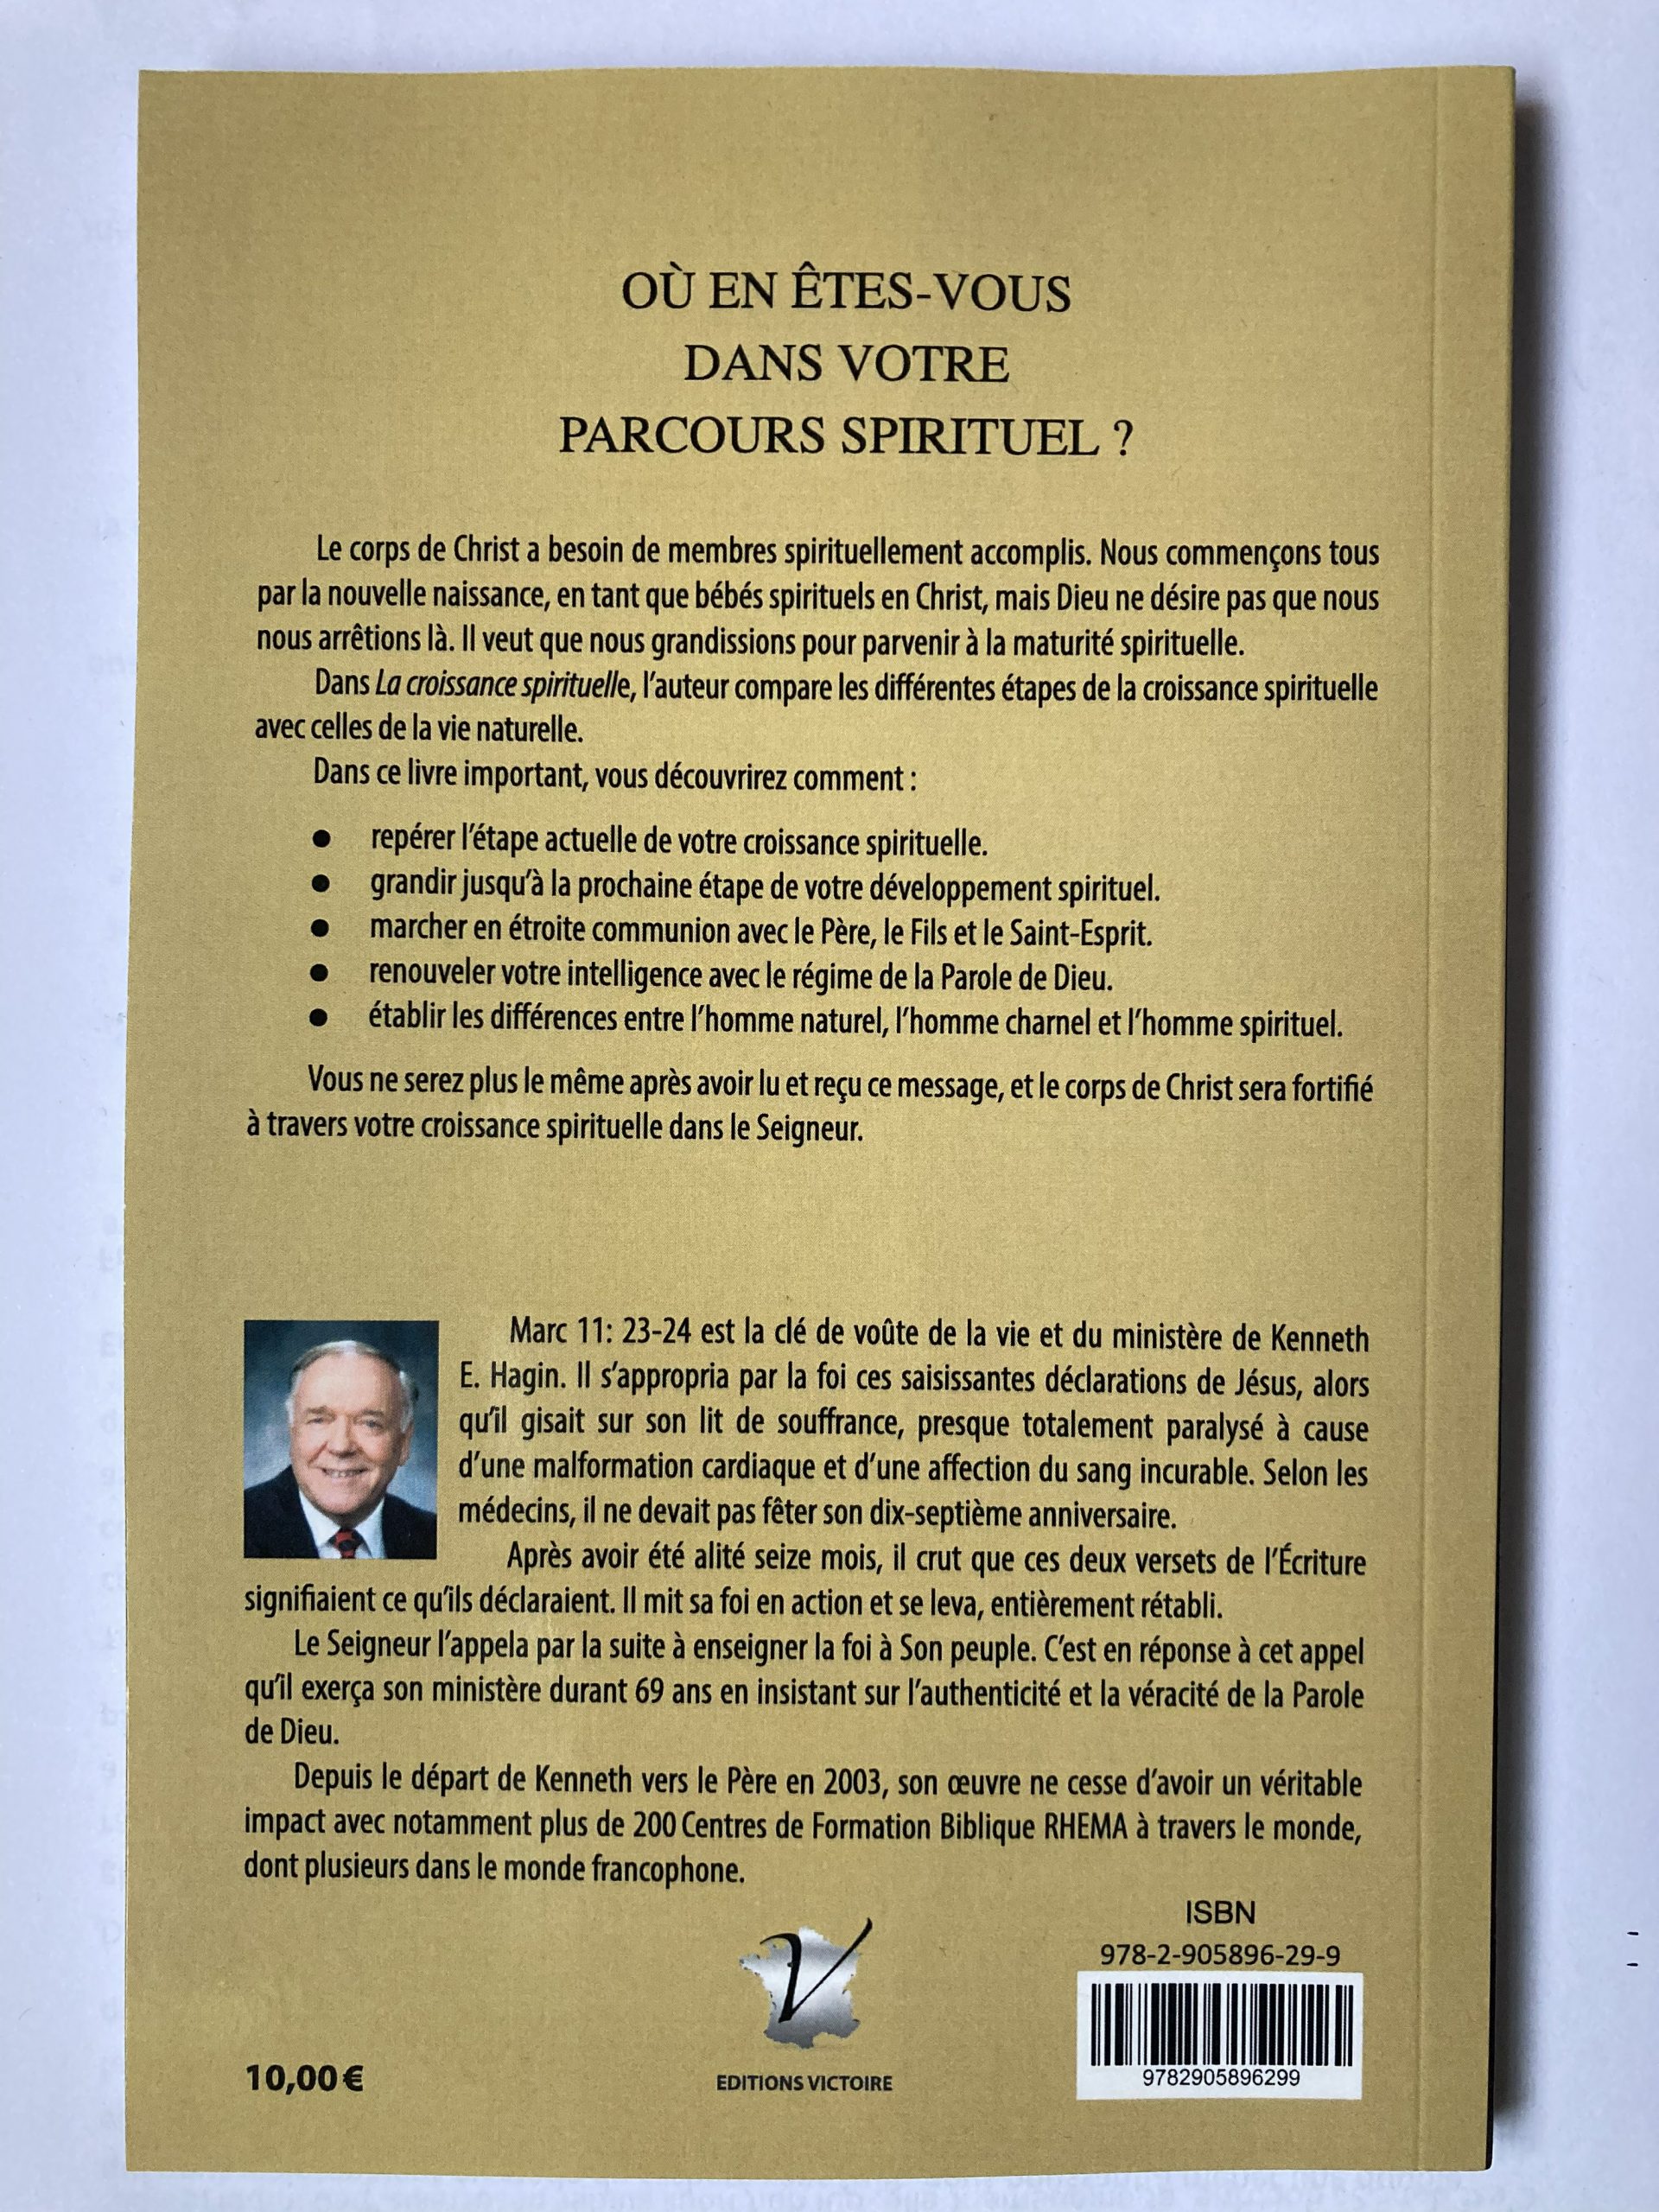 OÙ EN ÊTES-VOUS
DANS VOTRE
PARCOURS SPIRITUEL ?
Le corps de Christ a besoin de membres spirituellement accomplis. Nous commençons tous
par la nouvelle naissance, en tant que bébés spirituels en Christ, mais Dieu ne désire pas que nous
nous arrêtions là. Il veut que nous grandissions pour parvenir à la maturité spirituelle.
Dans La croissance spirituelle, l'auteur compare les différentes étapes de la croissance spirituelle
avec celles de la vie naturelle.
Dans ce livre important, vous découvrirez comment :
● repérer l'étape actuelle de votre croissance spirituelle.
● grandir jusqu'à la prochaine étape de votre développement spirituel.
● marcher en étroite communion avec le Père, le Fils et le Saint-Esprit.
● renouveler votre intelligence avec le régime de la Parole de Dieu.
● établir les différences entre l'homme naturel, l'homme charnel et l'homme spirituel.
Vous ne serez plus le même après avoir lu et reçu ce message, et le corps de Christ sera fortifié
à travers votre croissance spirituelle dans le Seigneur.
Marc 11: 23-24 est la clé de voûte de la vie et du ministère de Kenneth
E. Hagin. Il s'appropria par la foi ces saisissantes déclarations de Jésus, alors
qu'il gisait sur son lit de souffrance, presque totalement paralysé à cause
d'une malformation cardiaque et d'une affection du sang incurable. Selon les
médecins, il ne devait pas fêter son dix-septième anniversaire.
Après avoir été alité seize mois, il crut que ces deux versets de l'Écriture
signifiaient ce qu'ils déclaraient. Il mit sa foi en action et se leva, entièrement rétabli.
Le Seigneur l'appela par la suite à enseigner la foi à Son peuple. C'est en réponse à cet appel
qu'il exerça son ministère durant 69 ans en insistant sur l'authenticité et la véracité de la Parole
de Dieu.
Depuis le départ de Kenneth vers le Père en 2003, son œuvre ne cesse d'avoir un véritable
impact avec notamment plus de 200 Centres de Formation Biblique RHEMA à travers le monde,
dont plusieurs dans le monde francophone.
ISBN
978-2-905896-29-9
9782905896299
V
EDITIONS VICTOIRE
10,00 €